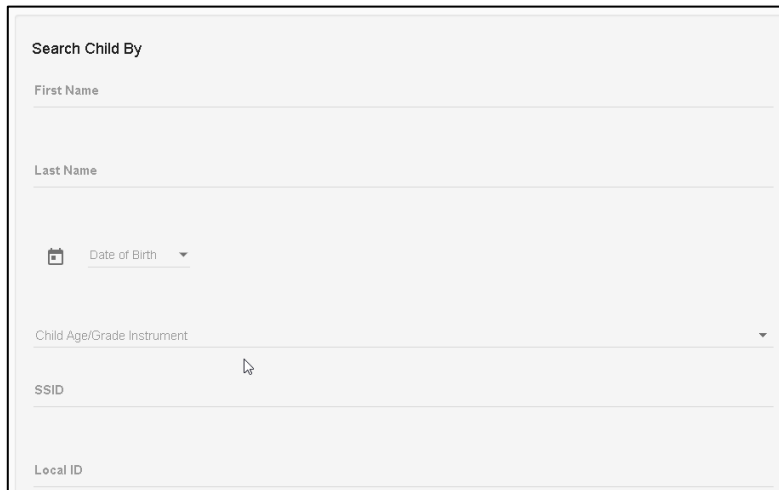 Search Child By
First Name
Last Name
Date of Birth
Child Age/Grade Instrument
SSID
Local ID